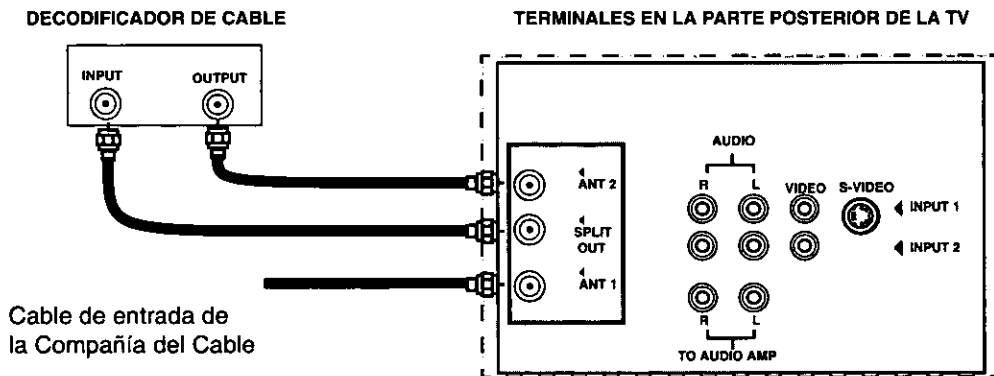 DECODIFICADOR DE CABLE
TERMINALES EN LA PARTE POSTERIOR DE LA TV
INPUT
OUTPUT
ANT 2
SPLIT
OUT
ANT 1
AUDIO
R L VIDEO S-VIDEO
INPUT 1
INPUT 2
R L
TO AUDIO AMP
Cable de entrada de
la Compañía del Cable